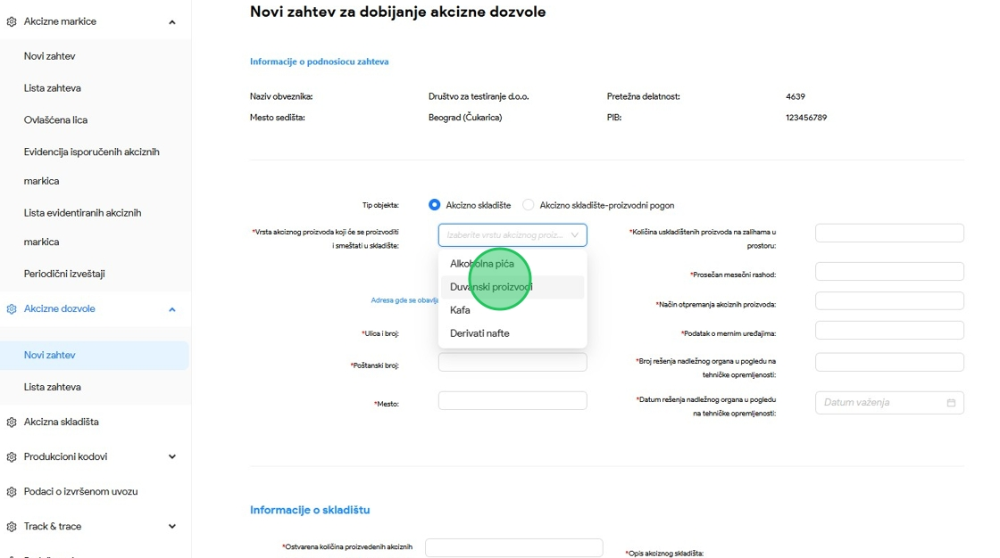 Akcizne markice
Novi zahtev
Lista zahteva
Ovlašćena lica
Evidencija isporučenih akciznih
markica
Lista evidentiranih akciznih
markica
Periodični izveštaji
Akcizne dozvole
Novi zahtev
Lista zahteva
Akcizna skladišta
Produkcioni kodovi
Podaci o izvršenom uvozu
Track & trace
Novi zahtev za dobijanje akcizne dozvole
Informacije o podnosiocu zahteva
Naziv obveznika: Društvo za testiranje d.o.o. Pretežna delatnost: 4639
Mesto sedišta: Beograd (Čukarica) PIB: 123456789
Tip objekta: Akcizno skladište Akcizno skladište-proizvodni pogon
*Vrsta akciznog proizvoda koji će se proizvoditi
i smeštati u skladište:
Izaberite vrstu akciznog proiz...
Alkoholna pića
Duvanski proizvodi
Kafa
Derivati nafte
Adresa gde se obavlja
*Ulica i broj:
*Poštanski broj:
*Mesto:
*Količina uskladištenih proizvoda na zalihama u
prostoru:
*Prosečan mesečni rashod:
*Način otpremanja akciznih proizvoda:
*Podatak o mernim uređajima:
*Broj rešenja nadležnog organa u pogledu na
tehničke opremljenosti:
*Datum rešenja nadležnog organa u pogledu
na tehničke opremljenosti:
Datum važenja
Informacije o skladištu
*Ostvarena količina proizvedenih akciznih
*Opis akciznog skladišta: